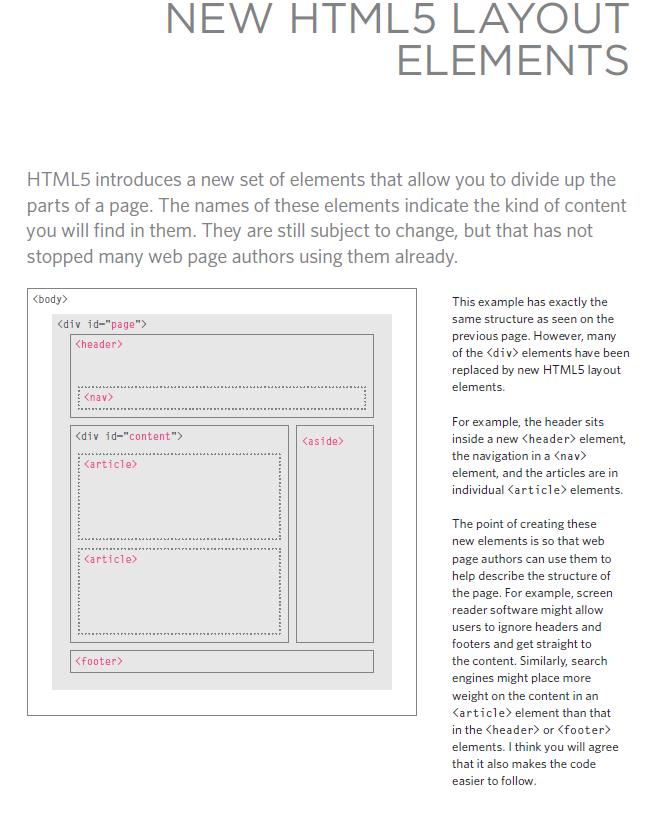 NEW HTML5 LAYOUT
ELEMENTS
HTML5 introduces a new set of elements that allow you to divide up the
parts of a page. The names of these elements indicate the kind of content
you will find in them. They are still subject to change, but that has not
stopped many web page authors using them already.
<body>
<div id="page">
<header>
<nav>
<div id="content">
<article>
<article>
<aside>
<footer>
This example has exactly the
same structure as seen on the
previous page. However, many
of the <div> elements have been
replaced by new HTML5 layout
elements.
For example, the header sits
inside a new <header> element,
the navigation in a <nav>
element, and the articles are in
individual <article> elements.
The point of creating these
new elements is so that web
page authors can use them to
help describe the structure of
the page. For example, screen
reader software might allow
users to ignore headers and
footers and get straight to
the content. Similarly, search
engines might place more
weight on the content in an
<article> element than that
in the <header> or <footer>
elements. I think you will agree
that it also makes the code
easier to follow.